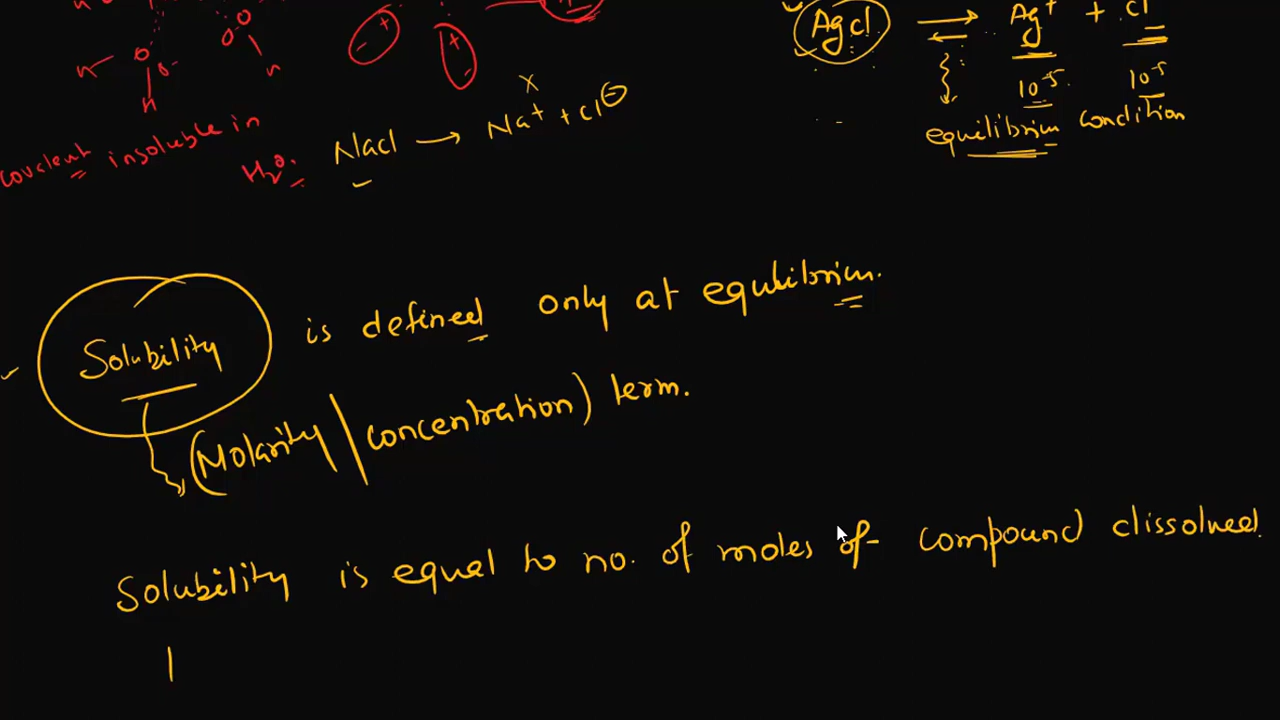 AgCl ⇌ Ag⁺ + Cl⁻
10⁻⁵ 10⁻⁵
equilibrium condition
covalent insoluble in
H₂O.
x
NaCl → Na⁺ + Cl⊖
Solubility is defined only at equilibrium.
(Molarity | concentration) term.
Solubility is equal to no. of moles of compound dissolved